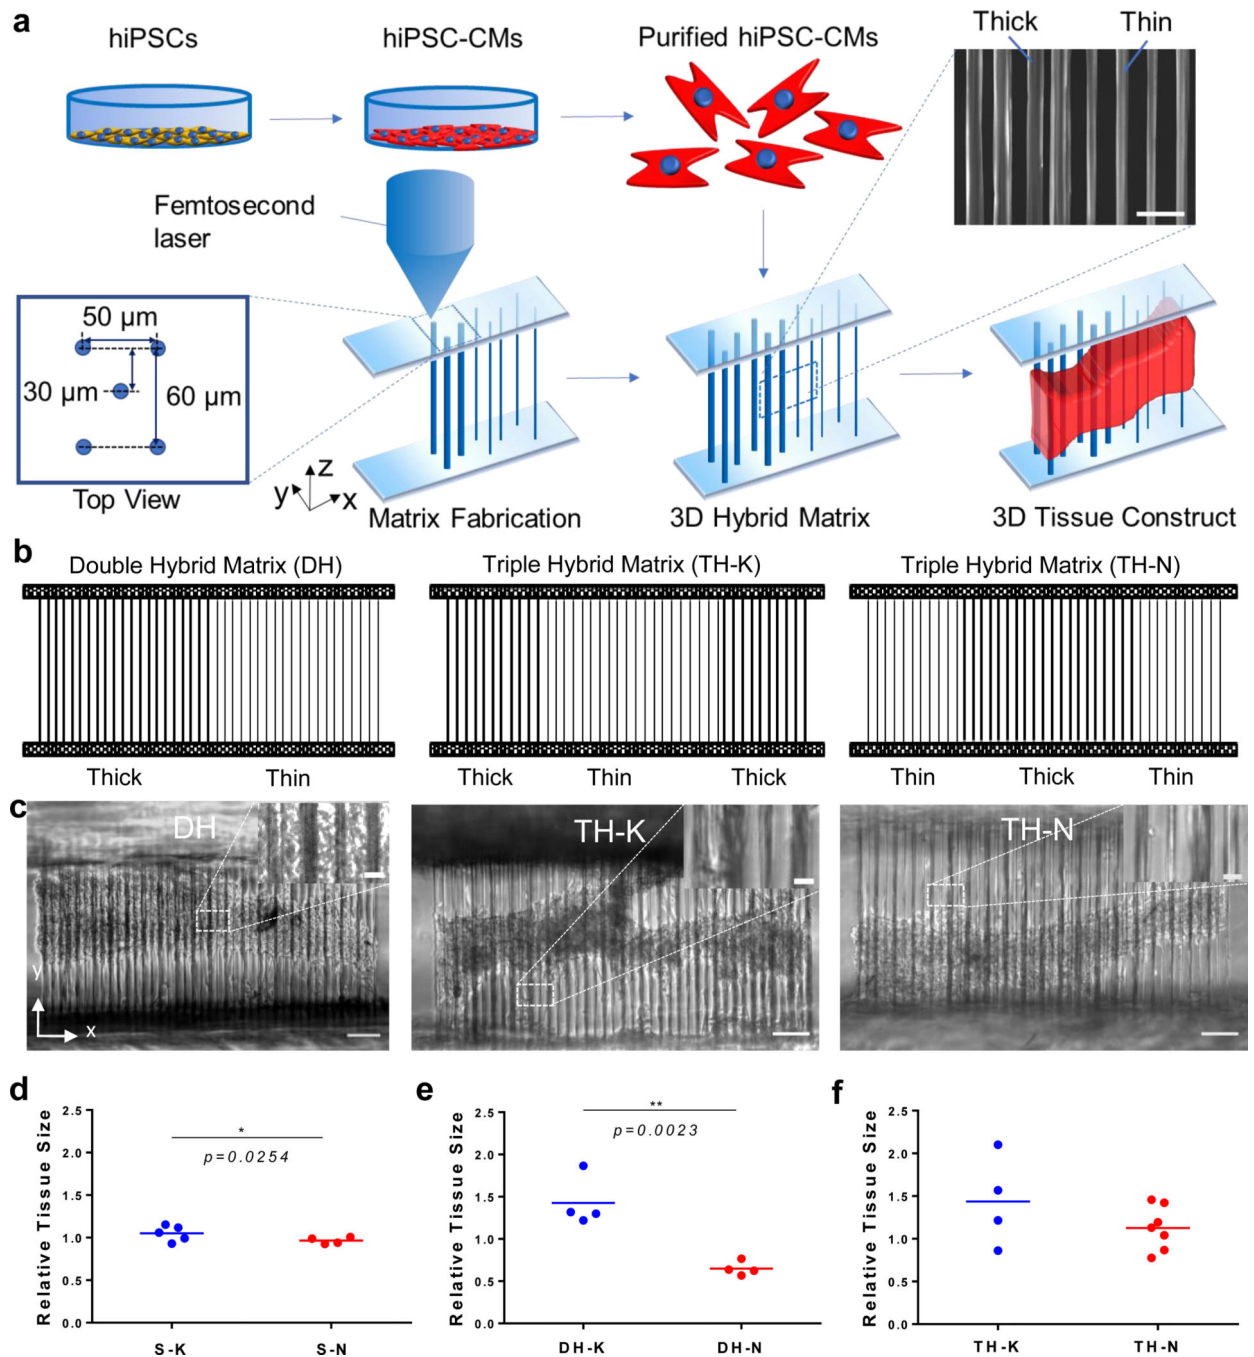 a
hiPSCs
hiPSC-CMs
Purified hiPSC-CMs
Thick
Thin
Femtosecond
laser
50 µm
30 µm
60 µm
Top View
z
y
x
Matrix Fabrication
3D Hybrid Matrix
3D Tissue Construct
b
Double Hybrid Matrix (DH)
Triple Hybrid Matrix (TH-K)
Triple Hybrid Matrix (TH-N)
Thick
Thin
Thick
Thin
Thick
Thin
Thick
Thin
c
DH
TH-K
TH-N
y
x
d
Relative Tissue Size
2.5
2.0
1.5
1.0
0.5
0.0
*
p=0.0254
S-K
S-N
e
Relative Tissue Size
2.5
2.0
1.5
1.0
0.5
0.0
**
p=0.0023
DH-K
DH-N
f
Relative Tissue Size
2.5
2.0
1.5
1.0
0.5
0.0
TH-K
TH-N